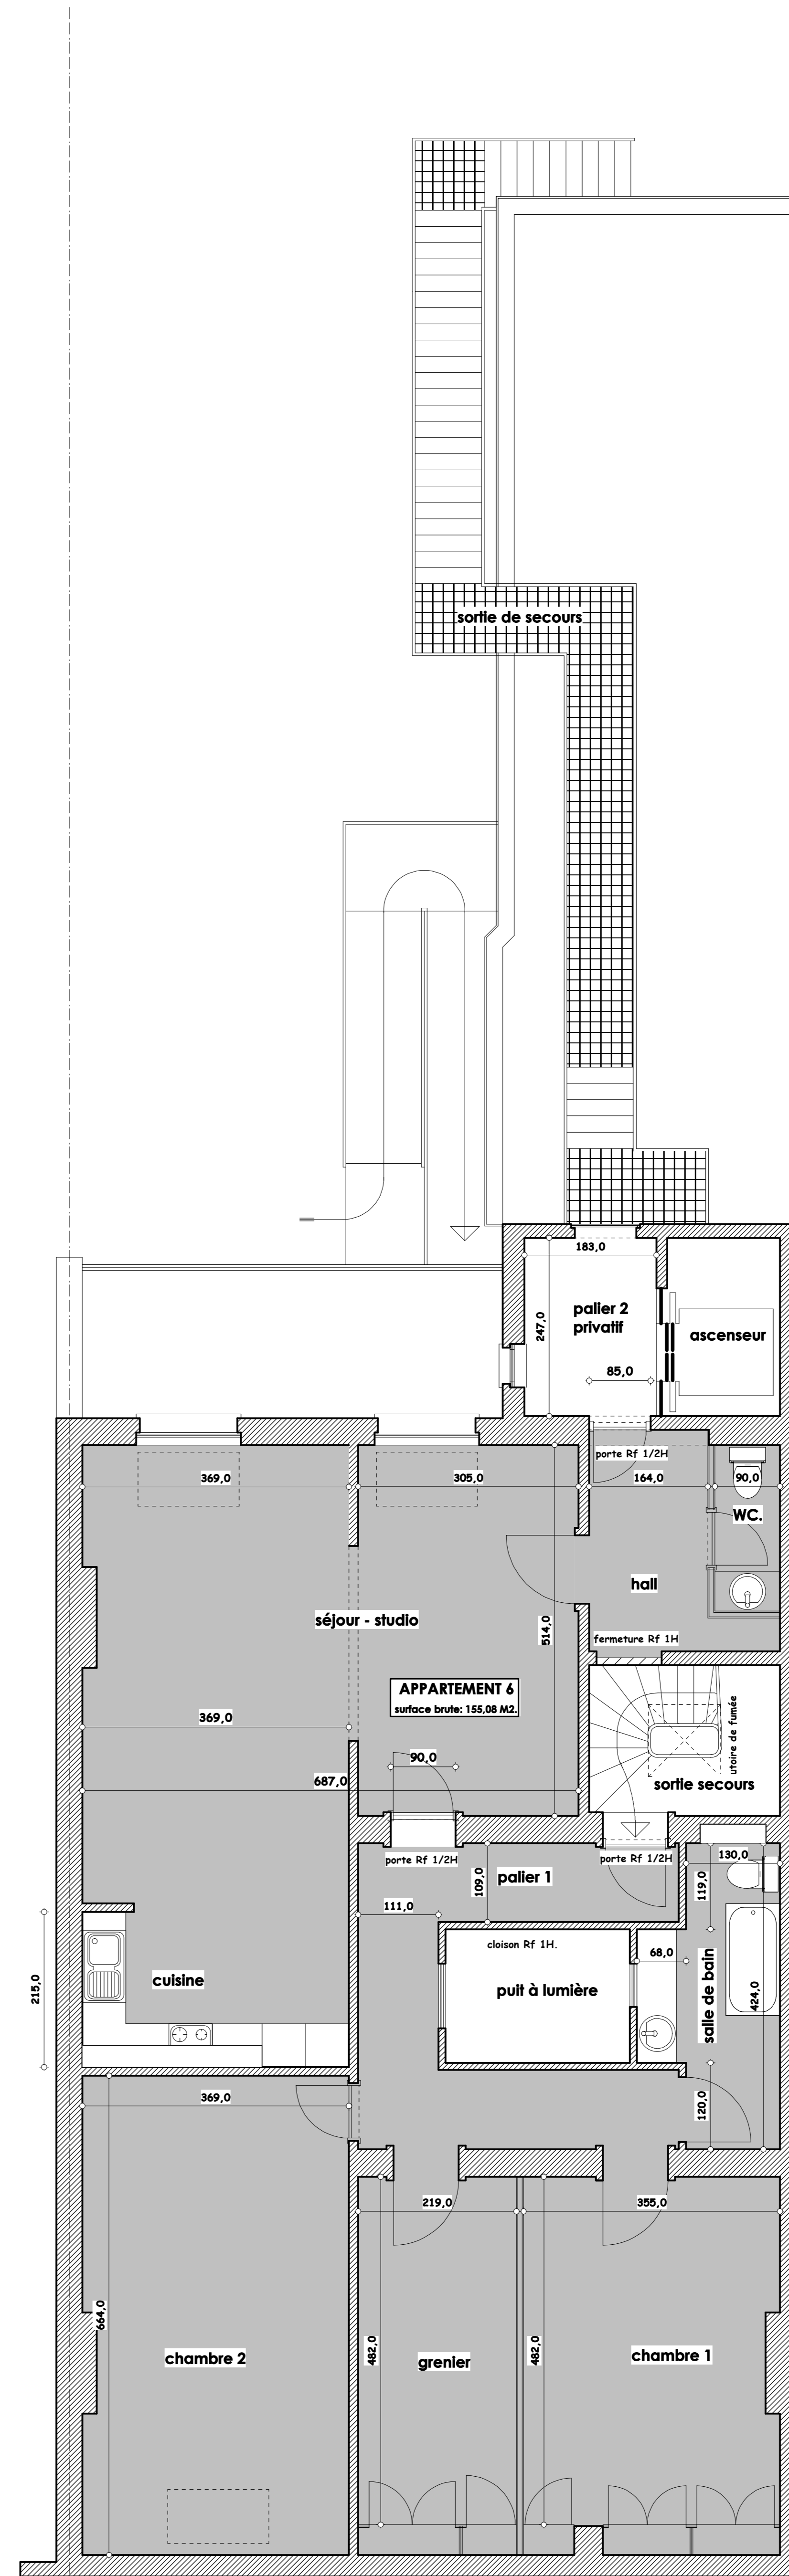 sortie de secours
183,0
palier 2
privatif
247,0
ascenseur
85,0
porte Rf 1/2H
369,0
305,0
164,0
90,0
WC.
hall
séjour - studio
514,0
fermeture Rf 1H
APPARTEMENT 6
surface brute: 155,08 M2.
369,0
utoire de fumée
90,0
687,0
sortie secours
porte Rf 1/2H
porte Rf 1/2H
130,0
palier 1
109,0
119,0
111,0
cloison Rf 1H.
68,0
215,0
cuisine
puit à lumière
salle de bain
424,0
369,0
120,0
219,0
355,0
664,0
482,0
482,0
chambre 2
grenier
chambre 1